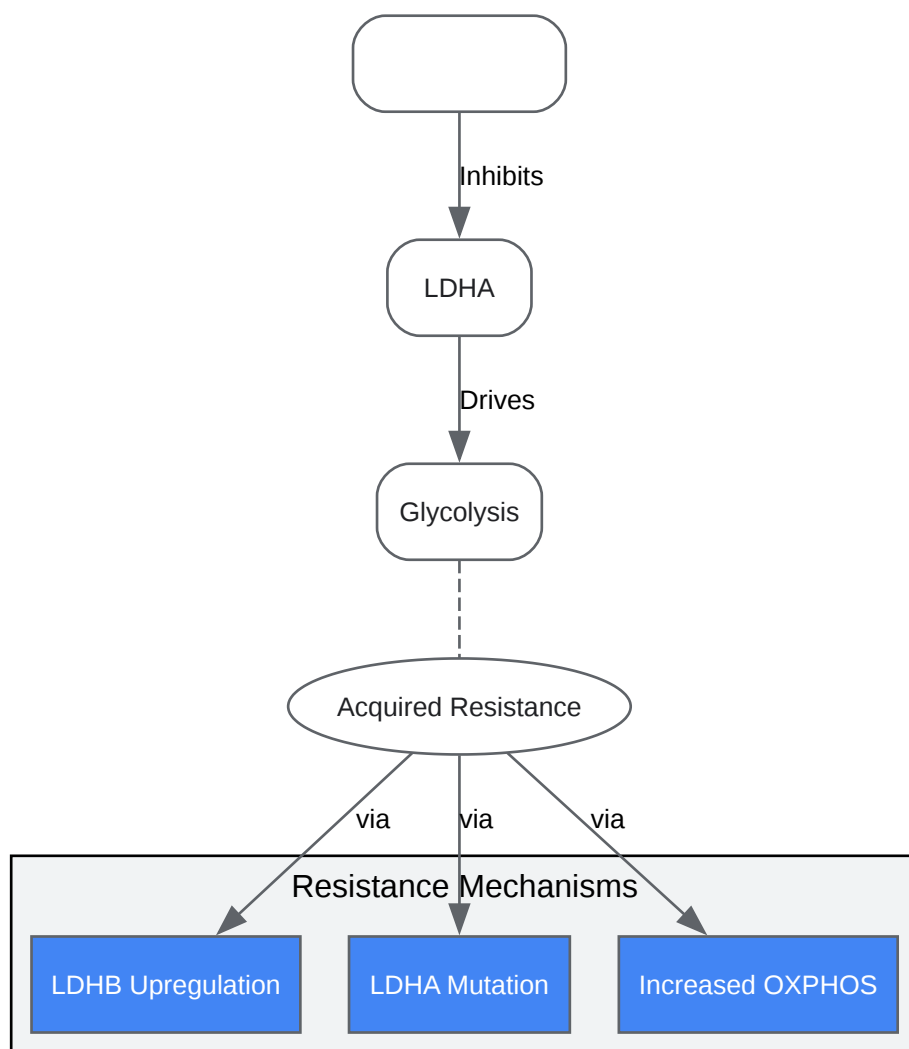 Inhibits
LDHA
Drives
Glycolysis
Acquired Resistance
via
via
via
Resistance Mechanisms
LDHB Upregulation
LDHA Mutation
Increased OXPHOS